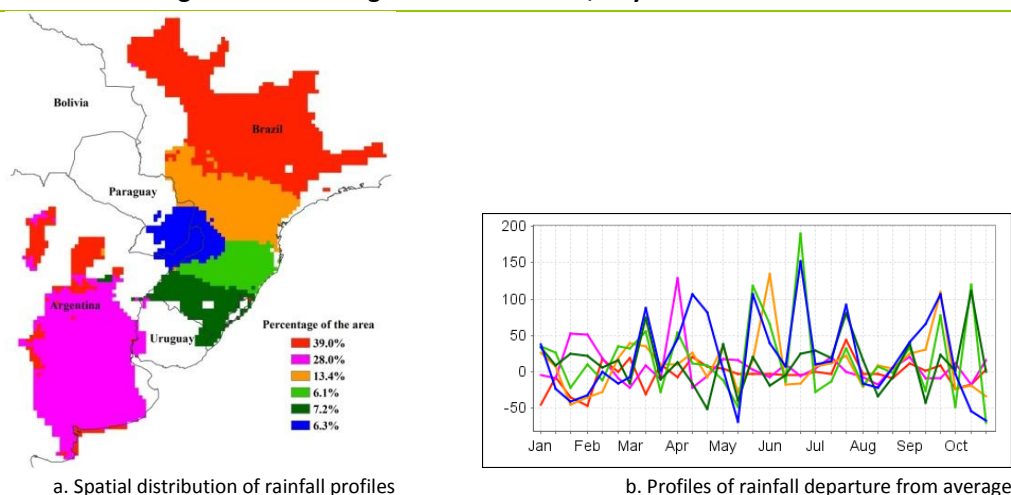 Bolivia
Brazil
Paraguay
Argentina
Uruguay
Percentage of the area
39.0%
28.0%
13.4%
6.1%
7.2%
6.3%
200
150
100
50
0
-50
Jan Feb Mar Apr May Jun Jul Aug Sep Oct
a. Spatial distribution of rainfall profiles
b. Profiles of rainfall departure from average